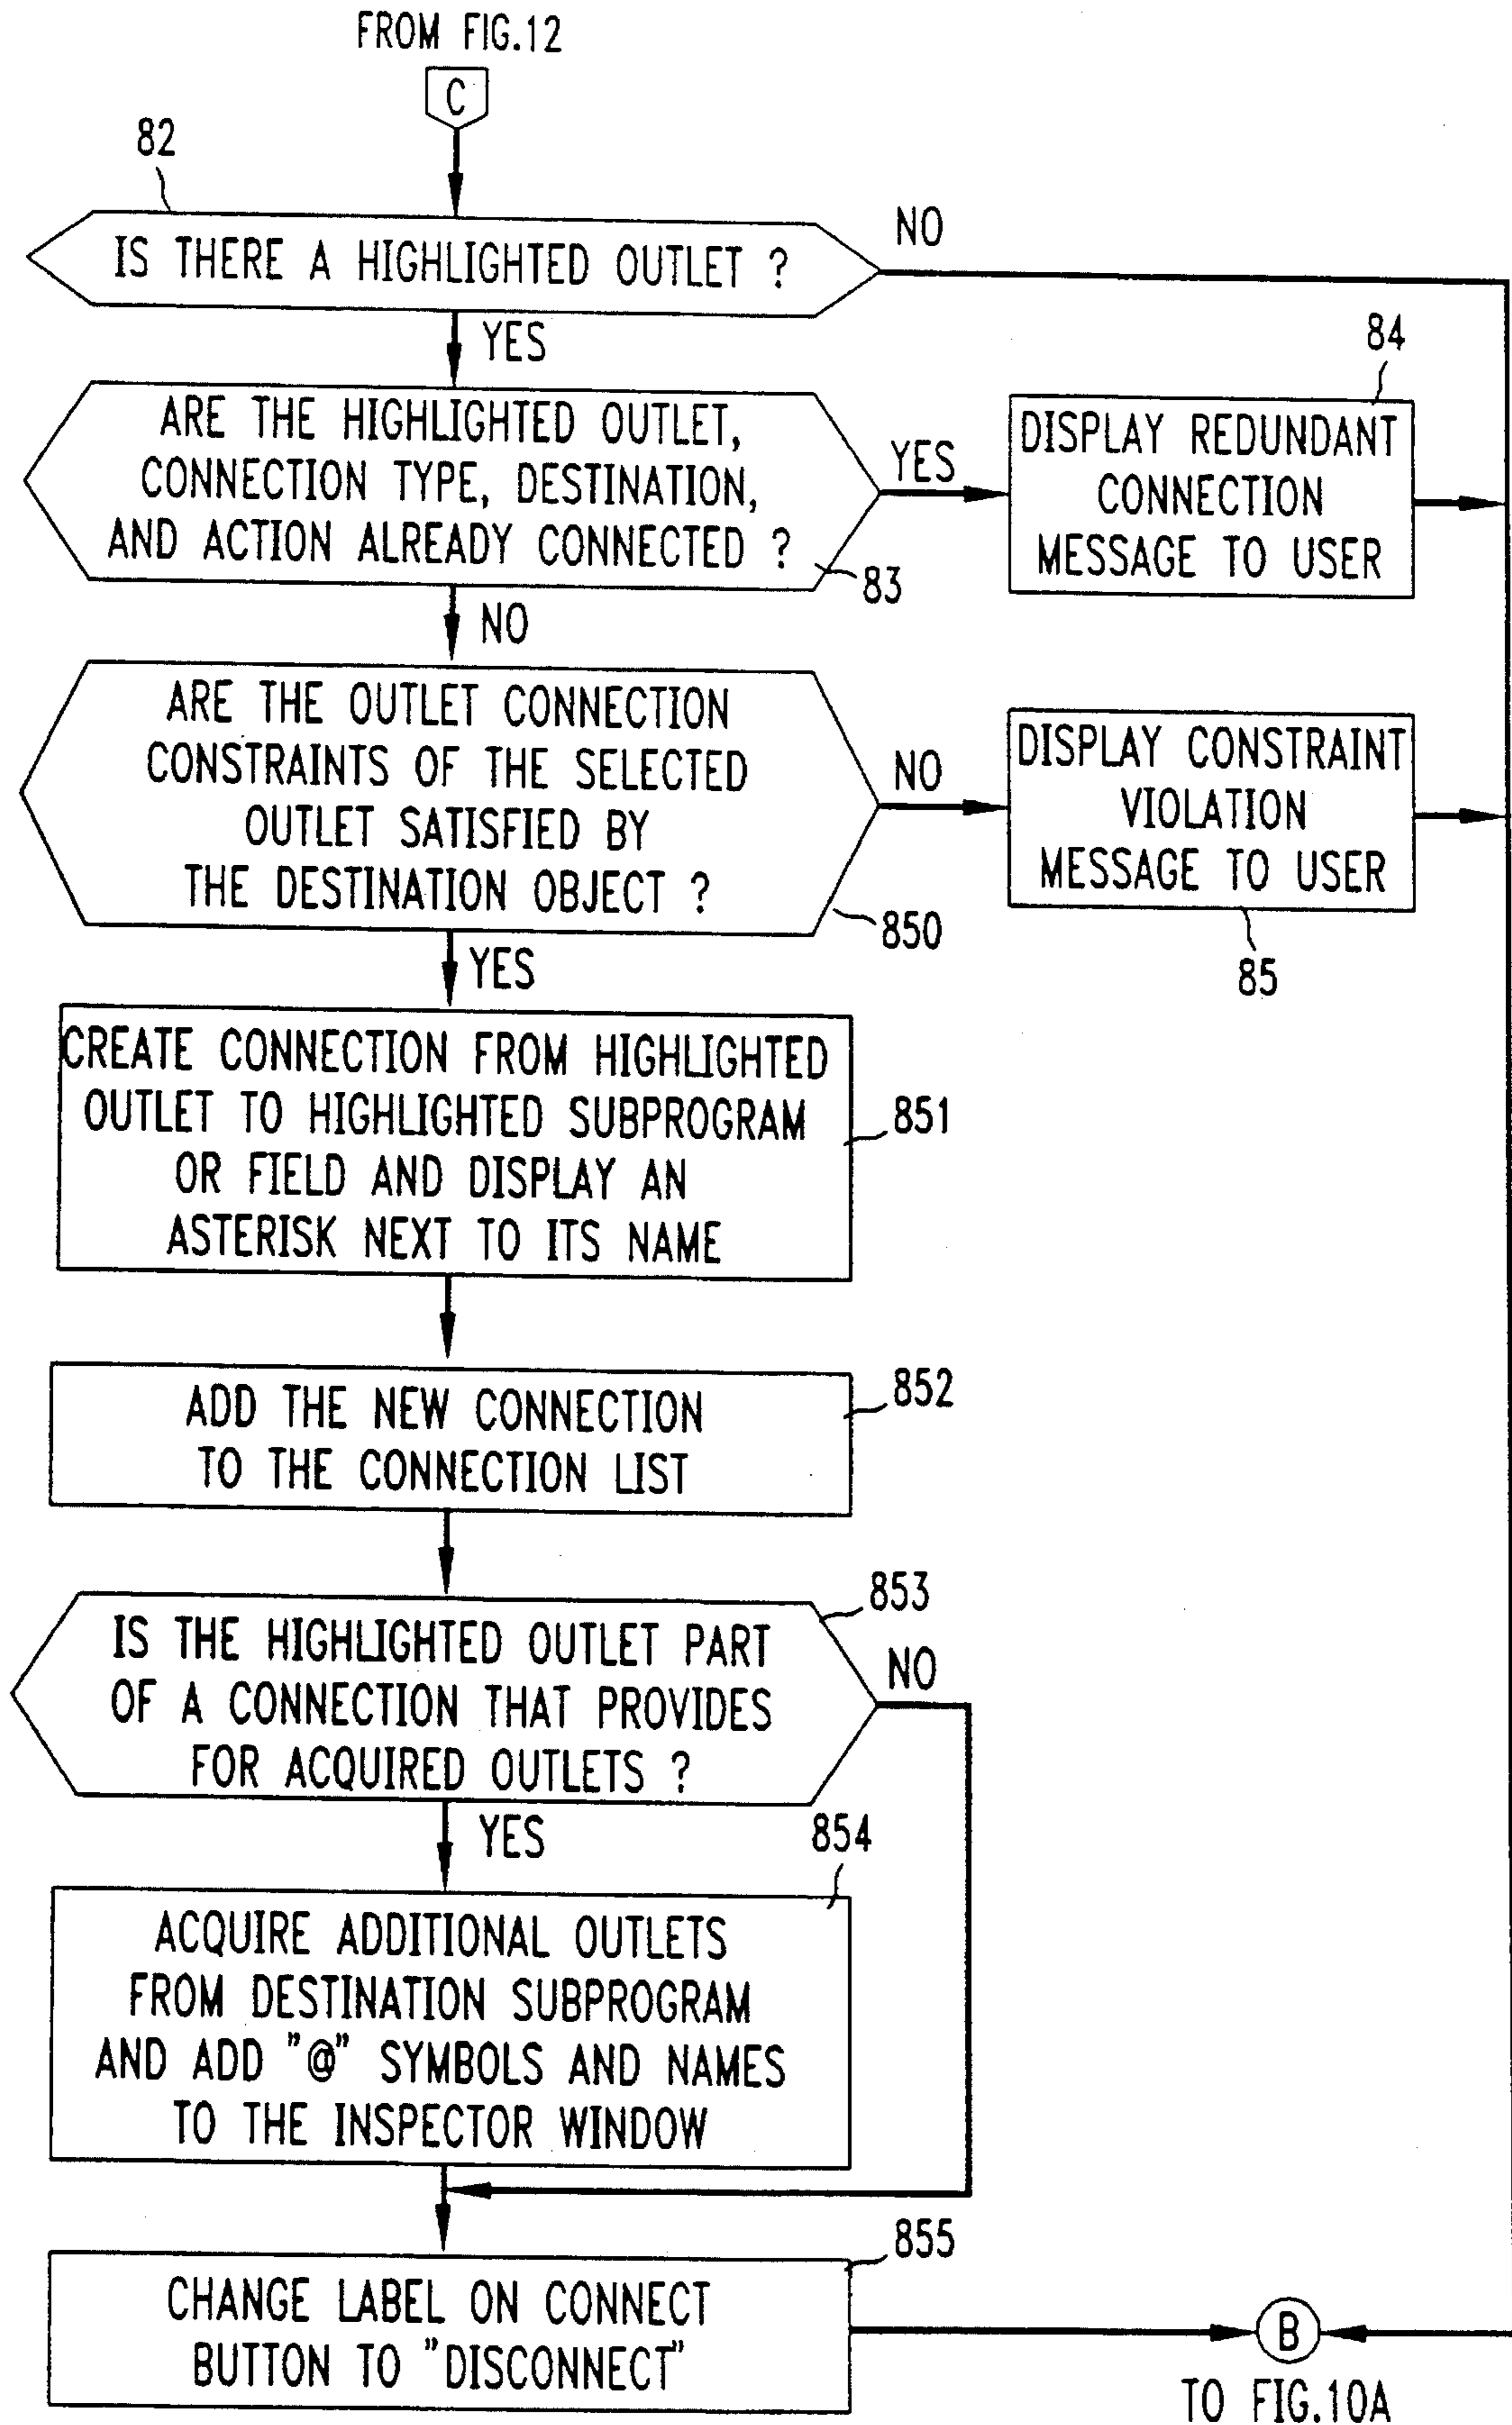 FROM FIG.12
C
82
IS THERE A HIGHLIGHTED OUTLET ?
NO
YES
ARE THE HIGHLIGHTED OUTLET,
CONNECTION TYPE, DESTINATION,
AND ACTION ALREADY CONNECTED ?
83
YES
84
DISPLAY REDUNDANT
CONNECTION
MESSAGE TO USER
NO
ARE THE OUTLET CONNECTION
CONSTRAINTS OF THE SELECTED
OUTLET SATISFIED BY
THE DESTINATION OBJECT ?
850
NO
DISPLAY CONSTRAINT
VIOLATION
MESSAGE TO USER
85
YES
CREATE CONNECTION FROM HIGHLIGHTED
OUTLET TO HIGHLIGHTED SUBPROGRAM
OR FIELD AND DISPLAY AN
ASTERISK NEXT TO ITS NAME
851
ADD THE NEW CONNECTION
TO THE CONNECTION LIST
852
853
IS THE HIGHLIGHTED OUTLET PART
OF A CONNECTION THAT PROVIDES
FOR ACQUIRED OUTLETS ?
NO
YES
854
ACQUIRE ADDITIONAL OUTLETS
FROM DESTINATION SUBPROGRAM
AND ADD "@" SYMBOLS AND NAMES
TO THE INSPECTOR WINDOW
855
CHANGE LABEL ON CONNECT
BUTTON TO "DISCONNECT"
B
TO FIG.10A